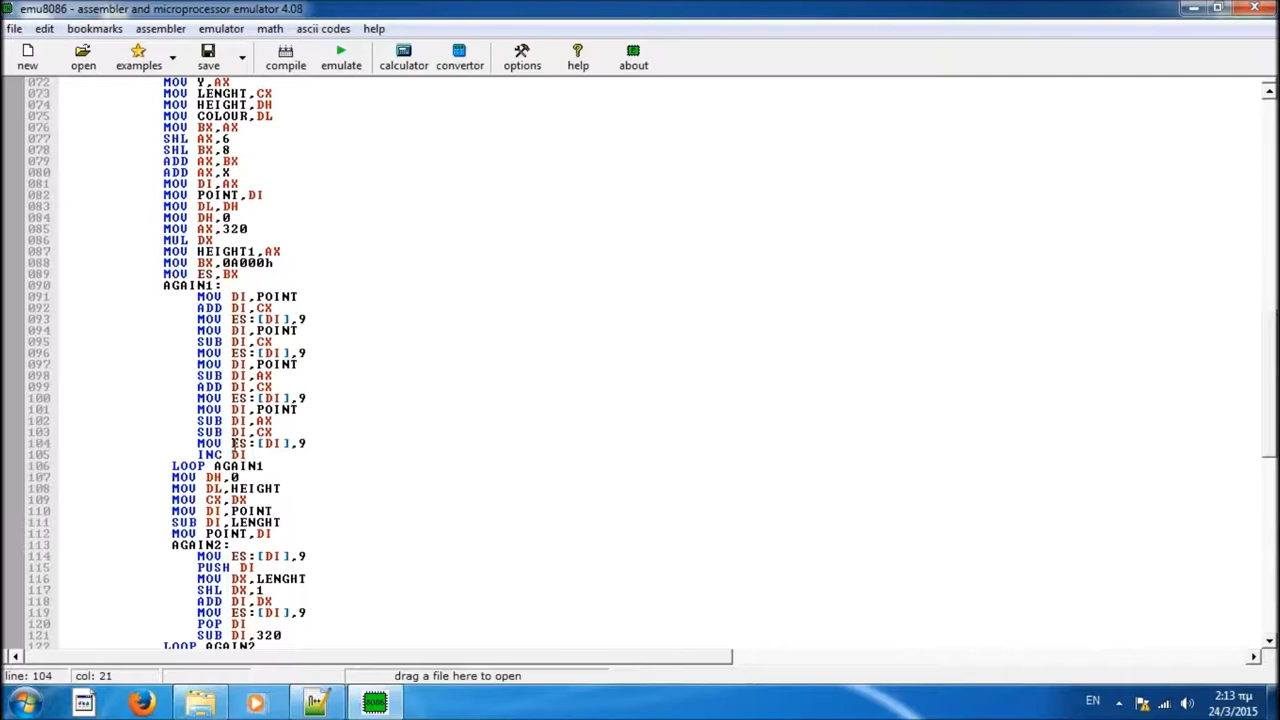 emu8086 - assembler and microprocessor emulator 4.08
file edit bookmarks assembler emulator math ascii codes help
new open examples save compile emulate calculator convertor options help about
072 MOV Y,AX
073 MOV LENGHT,CX
074 MOV HEIGHT,DH
075 MOV COLOUR,DL
076 MOV BX,AX
077 SHL AX,6
078 SHL BX,8
079 ADD AX,BX
080 ADD AX,X
081 MOV DI,AX
082 MOV POINT,DI
083 MOV DL,DH
084 MOV DH,0
085 MOV AX,320
086 MUL DX
087 MOV HEIGHT1,AX
088 MOV BX,0A000h
089 MOV ES,BX
090 AGAIN1:
091 MOV DI,POINT
092 ADD DI,CX
093 MOV ES:[DI],9
094 MOV DI,POINT
095 SUB DI,CX
096 MOV ES:[DI],9
097 MOV DI,POINT
098 SUB DI,AX
099 ADD DI,CX
100 MOV ES:[DI],9
101 MOV DI,POINT
102 SUB DI,AX
103 SUB DI,CX
104 MOV ES:[DI],9
105 INC DI
106 LOOP AGAIN1
107 MOV DH,0
108 MOV DL,HEIGHT
109 MOV CX,DX
110 MOV DI,POINT
111 SUB DI,LENGHT
112 MOV POINT,DI
113 AGAIN2:
114 MOV ES:[DI],9
115 PUSH DI
116 MOV DX,LENGHT
117 SHL DX,1
118 ADD DI,DX
119 MOV ES:[DI],9
120 POP DI
121 SUB DI,320
122 LOOP AGAIN2
line: 104 col: 21 drag a file here to open
EN 2:13 πμ
24/3/2015